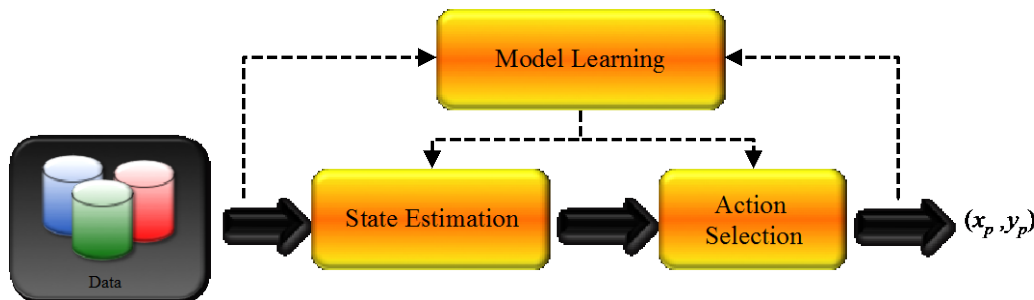 Model Learning
State Estimation
Action
Selection
(xₚ ,yₚ)
Data